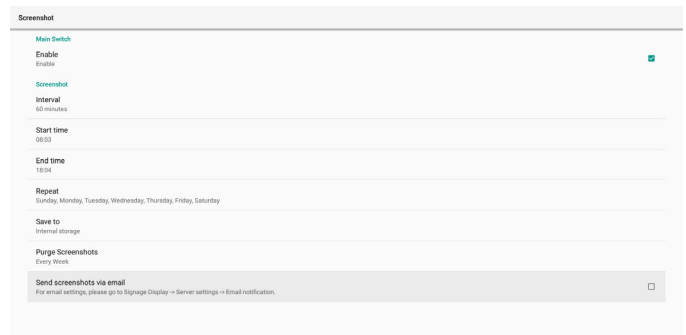 Screenshot
Main Switch
Enable
Enable
Screenshot
Interval
60 minutes
Start time
08:03
End time
18:04
Repeat
Sunday, Monday, Tuesday, Wednesday, Thursday, Friday, Saturday
Save to
Internal storage
Purge Screenshots
Every Week
Send screenshots via email
For email settings, please go to Signage Display -> Server settings -> Email notification.